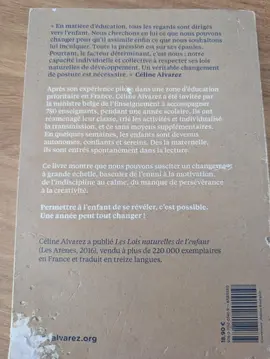 « En matière d'éducation, tous les regards sont dirigés
vers l'enfant. Nous cherchons en lui ce que nous pouvons
changer pour qu'il assimile enfin ce que nous souhaitons
lui inculquer. Toute la pression est sur ses épaules.
Pourtant, le facteur déterminant, c'est nous : notre
capacité individuelle et collective à respecter ses lois
naturelles de développement. Un véritable changement
de posture est nécessaire. » Céline Alvarez
Après son expérience pilote dans une zone d'éducation
prioritaire en France, Céline Alvarez a été invitée par
la ministre belge de l'Enseignement à accompagner
780 enseignants, pendant une année scolaire. Ils ont
réaménagé leur classe, les activités et individualisé
la transmission, et ce sans moyens supplémentaires.
En quelques semaines, les enfants sont devenus
autonomes, confiants et sereins. Dès la maternelle,
ils sont entrés spontanément dans la lecture.
Ce livre montre que nous pouvons susciter un changement
à grande échelle, basculer de l'ennui à la motivation,
de l'indiscipline au calme, du manque de persévérance
à la créativité.
Permettre à l'enfant de se révéler, c'est possible.
Une année peut tout changer !
Céline Alvarez a publié Les Lois naturelles de l'enfant
(Les Arènes, 2016), vendu à plus de 220 000 exemplaires
en France et traduit en treize langues.
alvarez.org
19,90 €